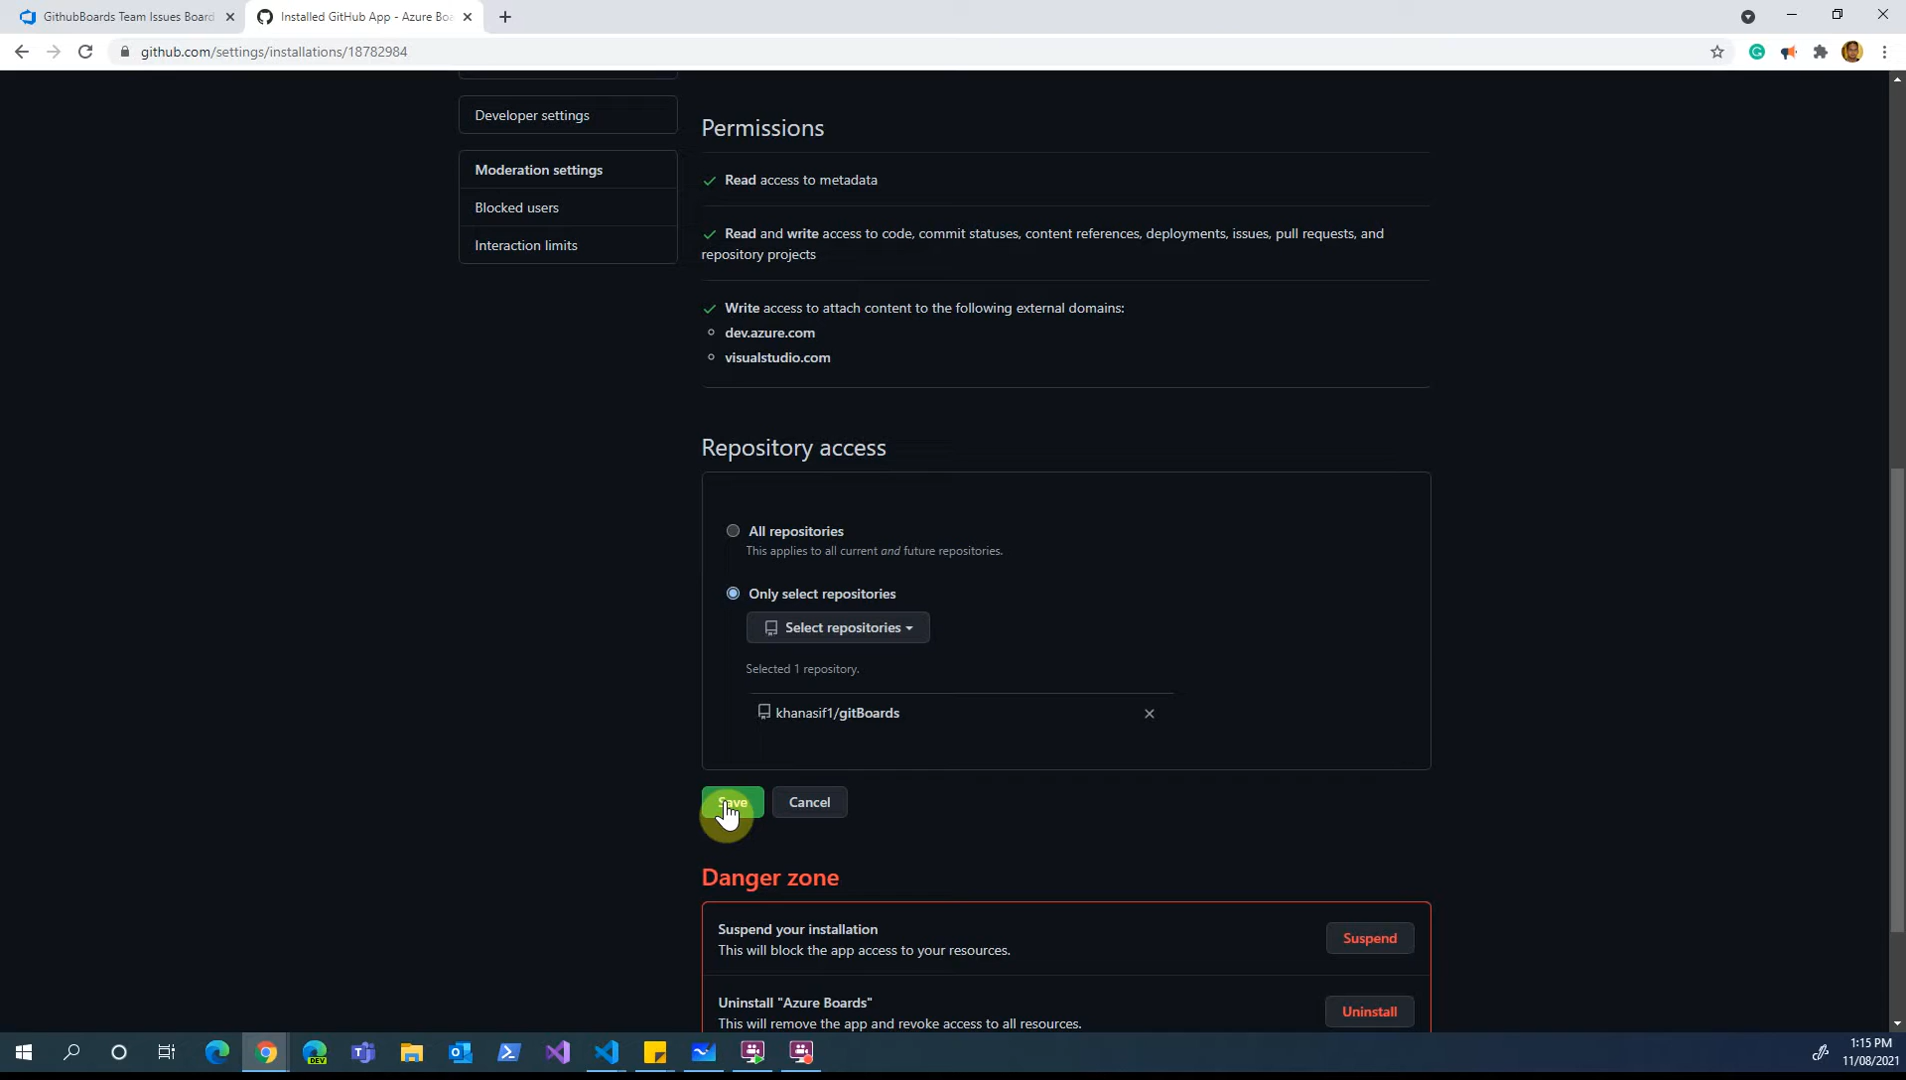 GithubBoards Team Issues Board
Installed GitHub App - Azure Boa
github.com/settings/installations/18782984
Developer settings
Moderation settings
Blocked users
Interaction limits
Permissions
Read access to metadata
Read and write access to code, commit statuses, content references, deployments, issues, pull requests, and
repository projects
Write access to attach content to the following external domains:
dev.azure.com
visualstudio.com
Repository access
All repositories
This applies to all current and future repositories.
Only select repositories
Select repositories
Selected 1 repository.
khanasif1/gitBoards
Save
Cancel
Danger zone
Suspend your installation
This will block the app access to your resources.
Suspend
Uninstall "Azure Boards"
This will remove the app and revoke access to all resources.
Uninstall
DEV
1:15 PM
11/08/2021